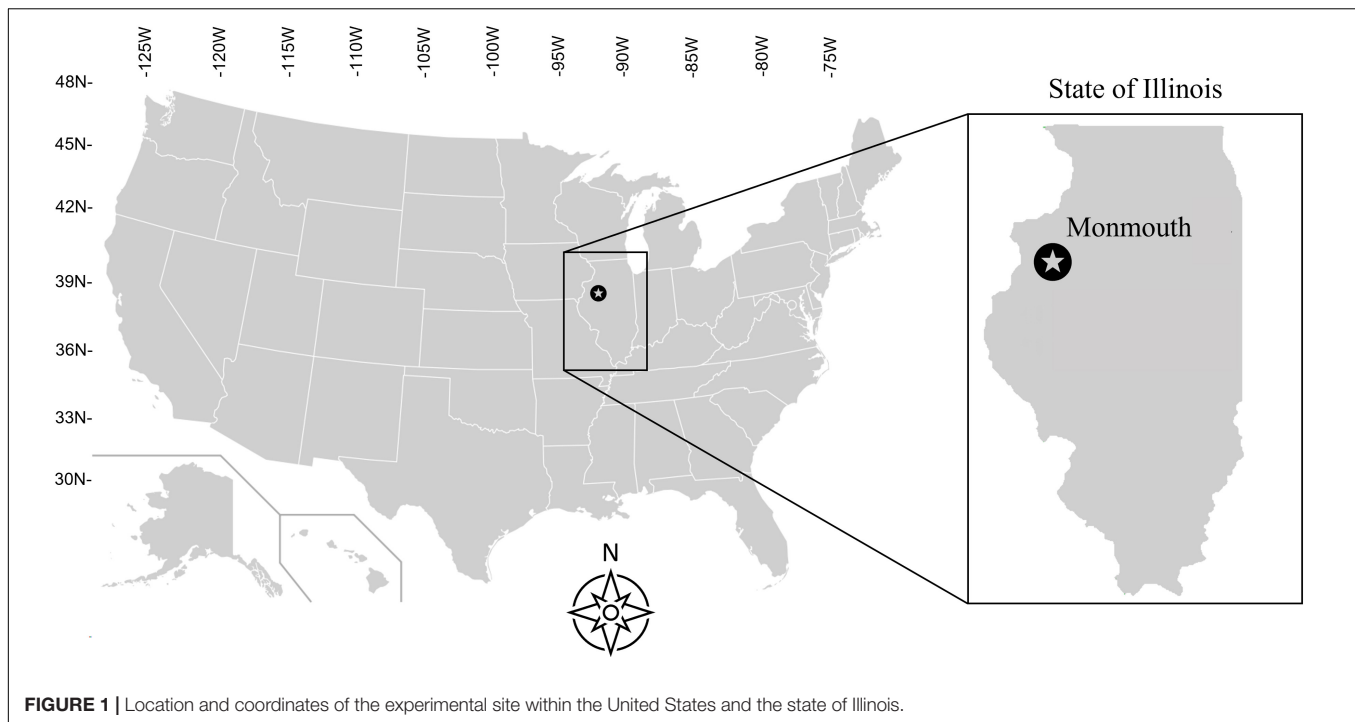 -125W
-120W
-115W
-110W
-105W
-100W
-95W
-90W
-85W
-80W
-75W
48N-
45N-
42N-
39N-
36N-
33N-
30N-
State of Illinois
Monmouth
N
FIGURE 1 | Location and coordinates of the experimental site within the United States and the state of Illinois.